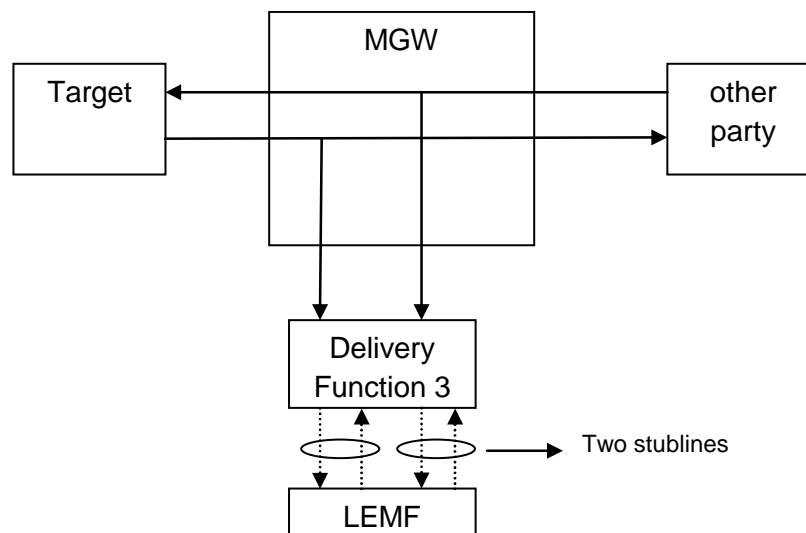 MGW
Target
other
party
Delivery
Function 3
Two stublines
LEMF